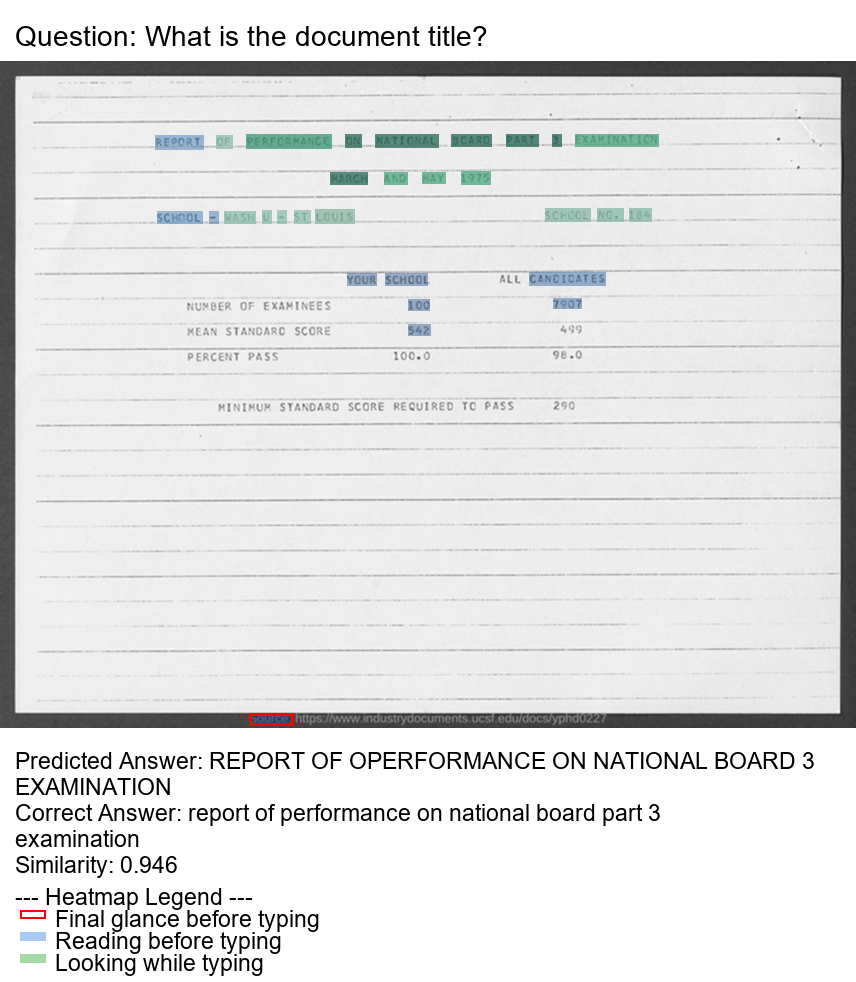 Question: What is the document title?
REPORT OF PERFORMANCE ON NATIONAL BOARD PART 3 EXAMINATION
MARCH AND MAY 1975
SCHOOL - WASH U - ST LOUIS SCHOOL NO. 184
YOUR SCHOOL ALL CANDIDATES
NUMBER OF EXAMINEES 100 7907
MEAN STANDARD SCORE 542 499
PERCENT PASS 100.0 98.0
MINIMUM STANDARD SCORE REQUIRED TO PASS 290
Source: https://www.industrydocuments.ucsf.edu/docs/yphd0227
Predicted Answer: REPORT OF OPERFORMANCE ON NATIONAL BOARD 3
EXAMINATION
Correct Answer: report of performance on national board part 3
examination
Similarity: 0.946
--- Heatmap Legend ---
Final glance before typing
Reading before typing
Looking while typing